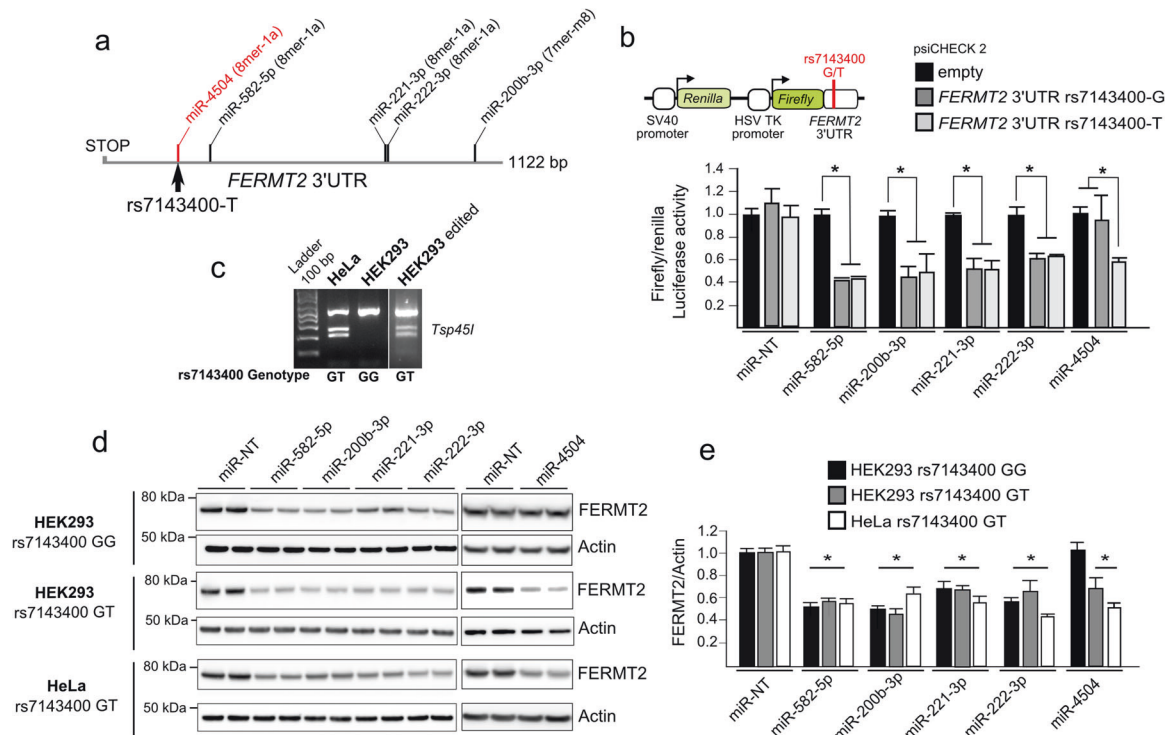 a
miR-4504 (8mer-1a)
miR-582-5p (8mer-1a)
miR-221-3p (8mer-1a)
miR-222-3p (8mer-1a)
miR-200b-3p (7mer-m8)
STOP
1122 bp
FERMT2 3'UTR
rs7143400-T
b
rs7143400
G/T
Renilla
Firefly
SV40
promoter
HSV TK
promoter
FERMT2
3'UTR
psiCHECK 2
empty
FERMT2 3'UTR rs7143400-G
FERMT2 3'UTR rs7143400-T
Firefly/renilla
Luciferase activity
1.4
1.2
1.0
0.8
0.6
0.4
0.2
* * * * *
miR-NT
miR-582-5p
miR-200b-3p
miR-221-3p
miR-222-3p
miR-4504
c
Ladder
100 bp
HeLa
HEK293
HEK293 edited
Tsp45I
rs7143400 Genotype GT GG GT
d
miR-NT
miR-582-5p
miR-200b-3p
miR-221-3p
miR-222-3p
miR-NT
miR-4504
HEK293
rs7143400 GG
80 kDa
FERMT2
50 kDa
Actin
HEK293
rs7143400 GT
80 kDa
FERMT2
50 kDa
Actin
HeLa
rs7143400 GT
80 kDa
FERMT2
50 kDa
Actin
e
HEK293 rs7143400 GG
HEK293 rs7143400 GT
HeLa rs7143400 GT
FERMT2/Actin
1.2
1.0
0.8
0.6
0.4
0.2
* * * * *
miR-NT
miR-582-5p
miR-200b-3p
miR-221-3p
miR-222-3p
miR-4504